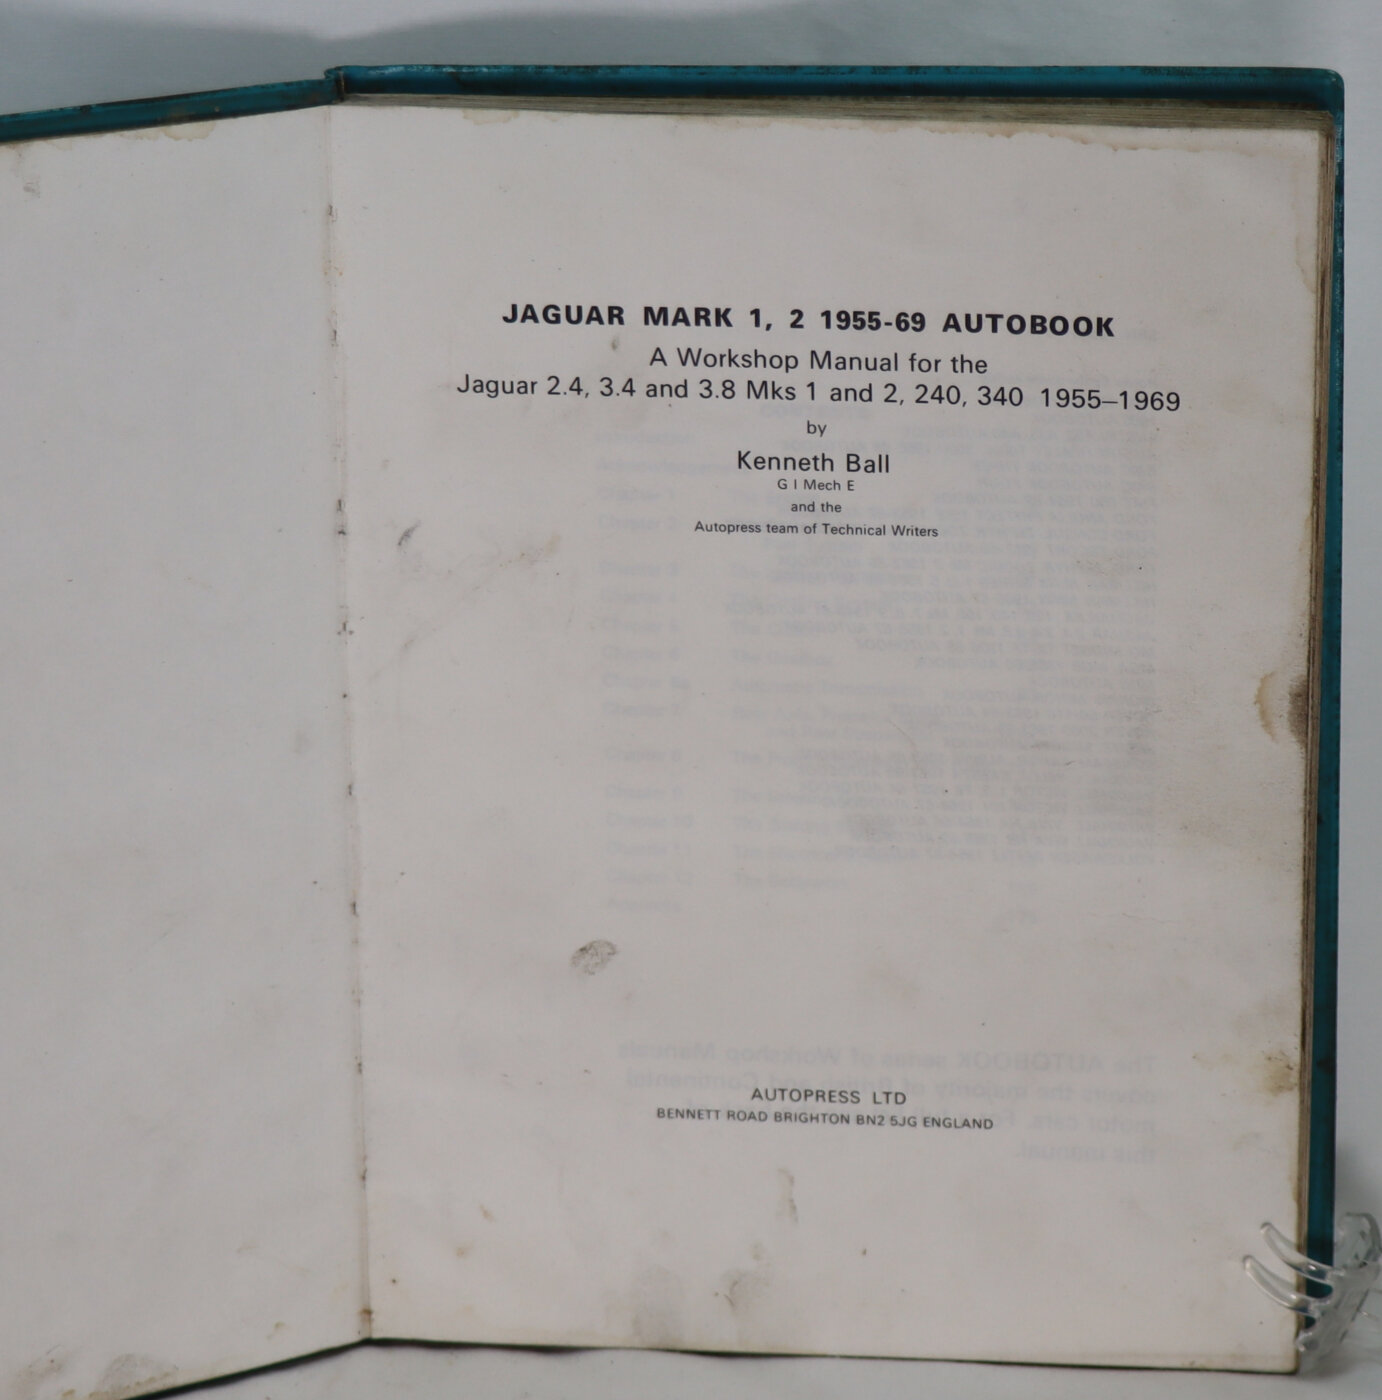 JAGUAR MARK 1, 2 1955-69 AUTOBOOK
A Workshop Manual for the
Jaguar 2.4, 3.4 and 3.8 Mks 1 and 2, 240, 340 1955–1969
by
Kenneth Ball
G I Mech E
and the
Autopress team of Technical Writers
AUTOPRESS LTD
BENNETT ROAD BRIGHTON BN2 5JG ENGLAND